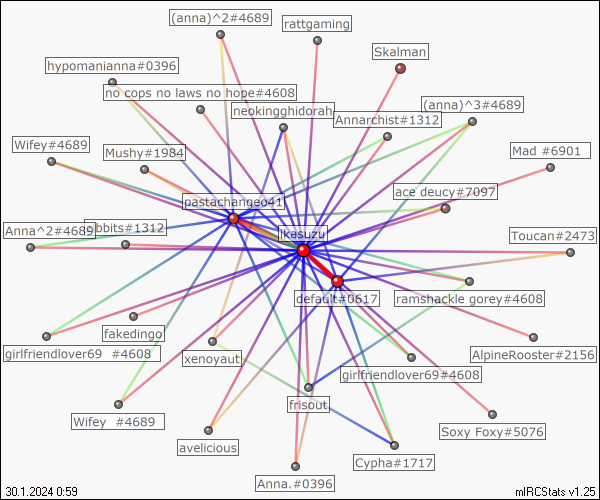 (anna)^2#4689
rattgaming
Skalman
hypomanianna#0396
no cops no laws no hope#4608
neokingghidorah
(anna)^3#4689
Annarchist#1312
Wifey#4689
Mushy#1984
Mad #6901
ace deucy#7097
pastachangeo41
Anna^2#4689
bbits#1312
ikesuzu
Toucan#2473
default#0617
ramshackle gorey#4608
fakedingo
girlfriendlover69 #4608
xenoyaut
AlpineRooster#2156
girlfriendlover69#4608
frisout
Wifey #4689
Soxy Foxy#5076
avelicious
Cypha#1717
Anna.#0396
30.1.2024 0:59
mIRCStats v1.25